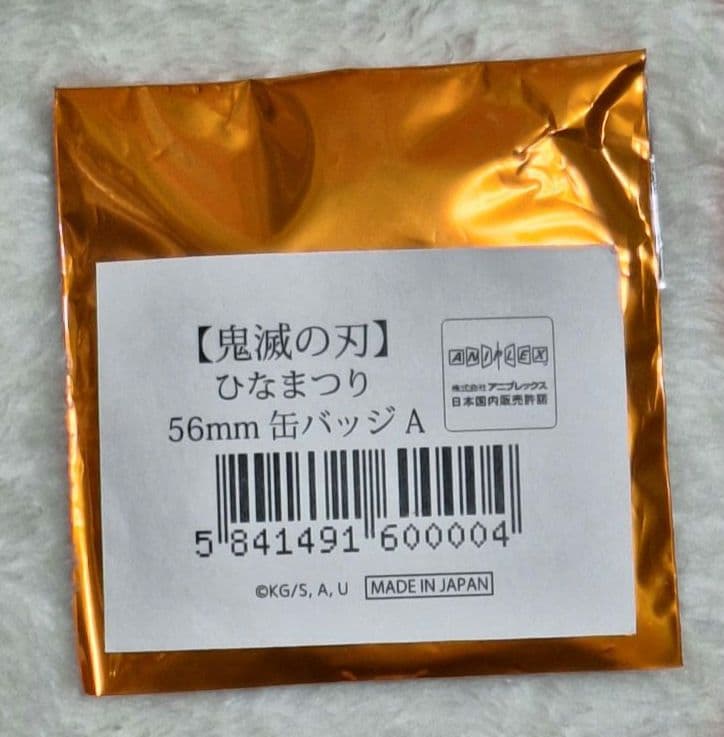 【鬼滅の刃】
ひなまつり
56mm 缶バッジ A
ANIPLEX
株式会社 アニプレックス
日本国内販売許諾
5 841491 600004
©KG/S, A, U
MADE IN JAPAN